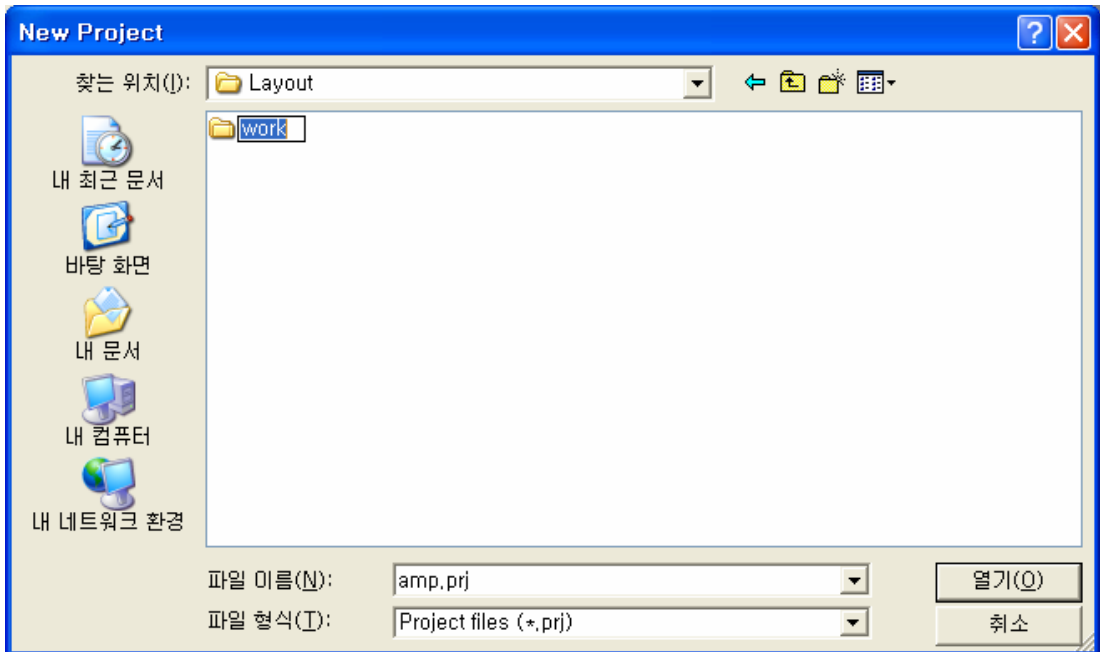 New Project
찾는 위치(I):
Layout
work
내 최근 문서
바탕 화면
내 문서
내 컴퓨터
내 네트워크 환경
파일 이름(N):
amp,prj
열기(O)
파일 형식(T):
Project files (*,prj)
취소